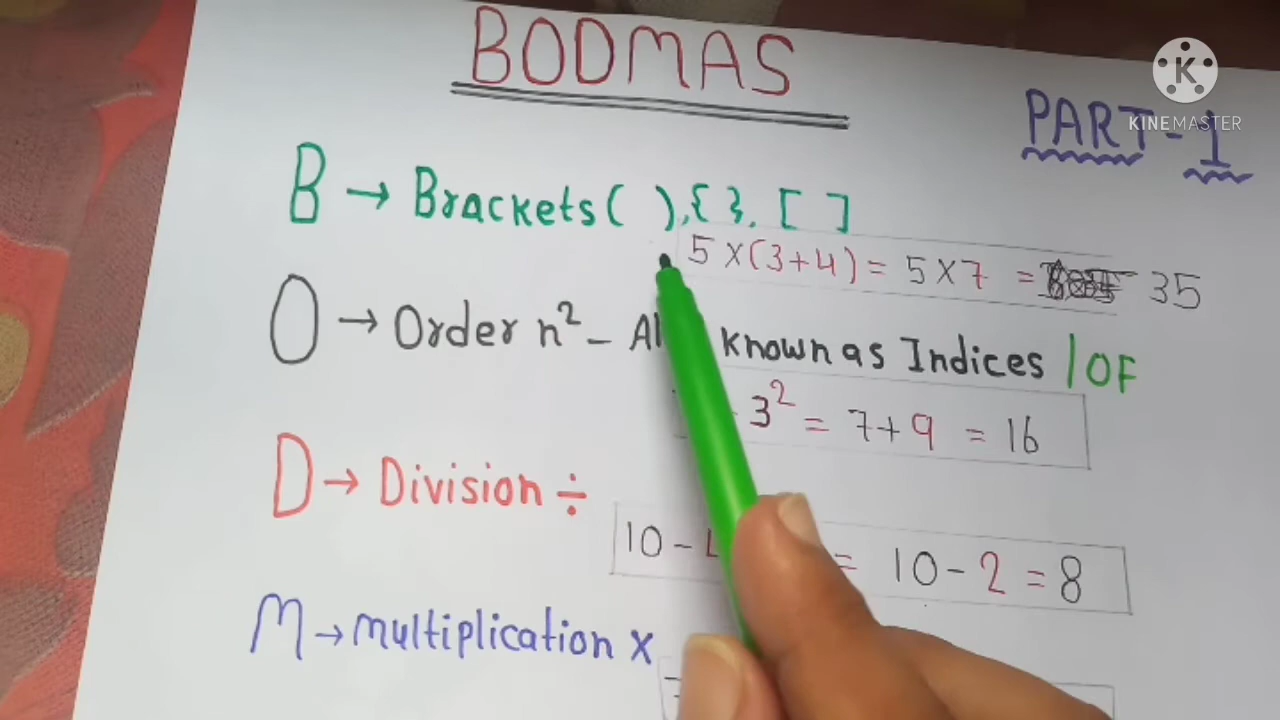 BODMAS
K
KINEMASTER
PART-1
B → Brackets ( ), { }, [ ]
5 × (3+4) = 5 × 7 = 35
O → Order n² - known as Indices / OF
3² = 7+9 = 16
D → Division ÷
10 - = 10 - 2 = 8
M → multiplication ×